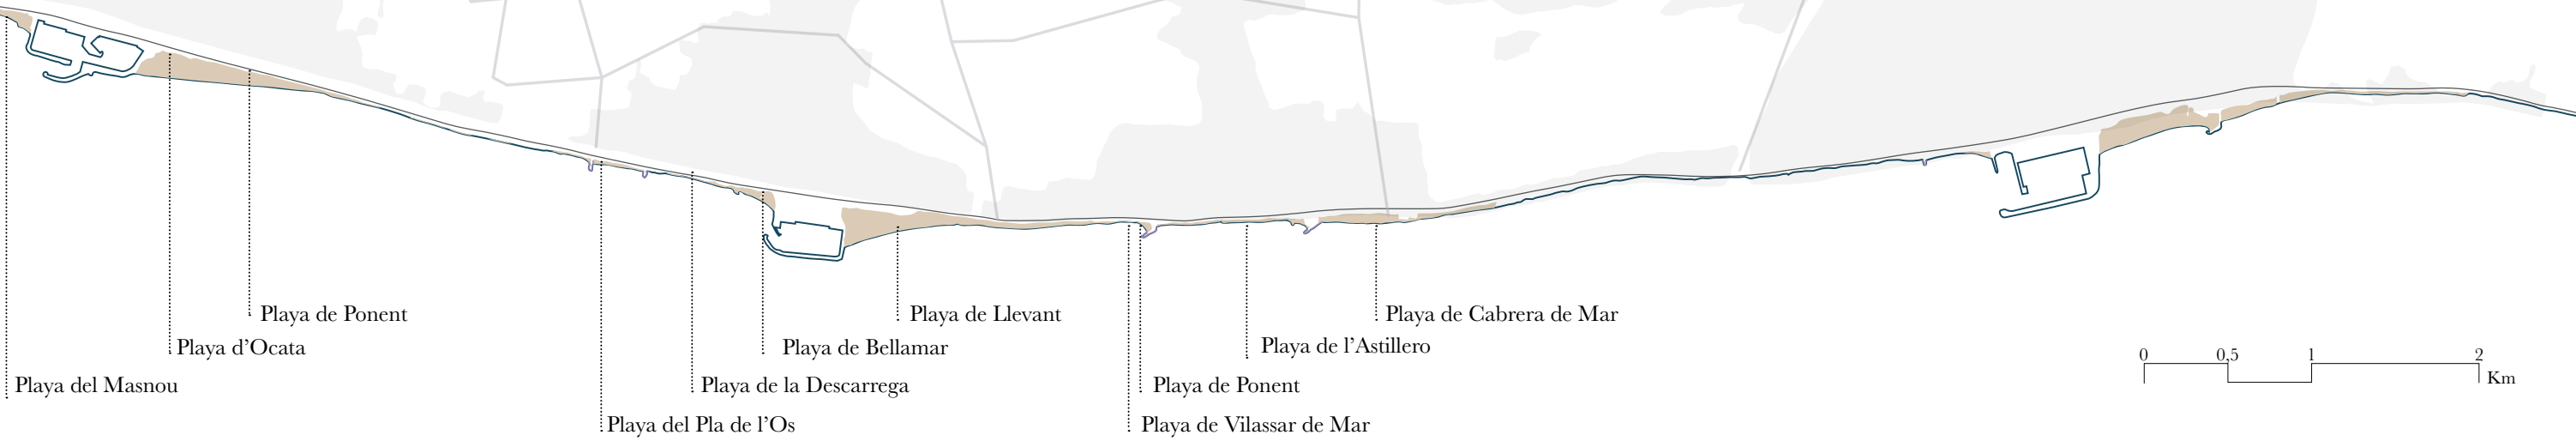 Playa de Ponent
Playa de Llevant
Playa de Cabrera de Mar
Playa d’Ocata
Playa de Bellamar
Playa de l’Astillero
Playa del Masnou
Playa de la Descarrega
Playa de Ponent
Playa del Pla de l’Os
Playa de Vilassar de Mar
0 0,5 1 2
Km